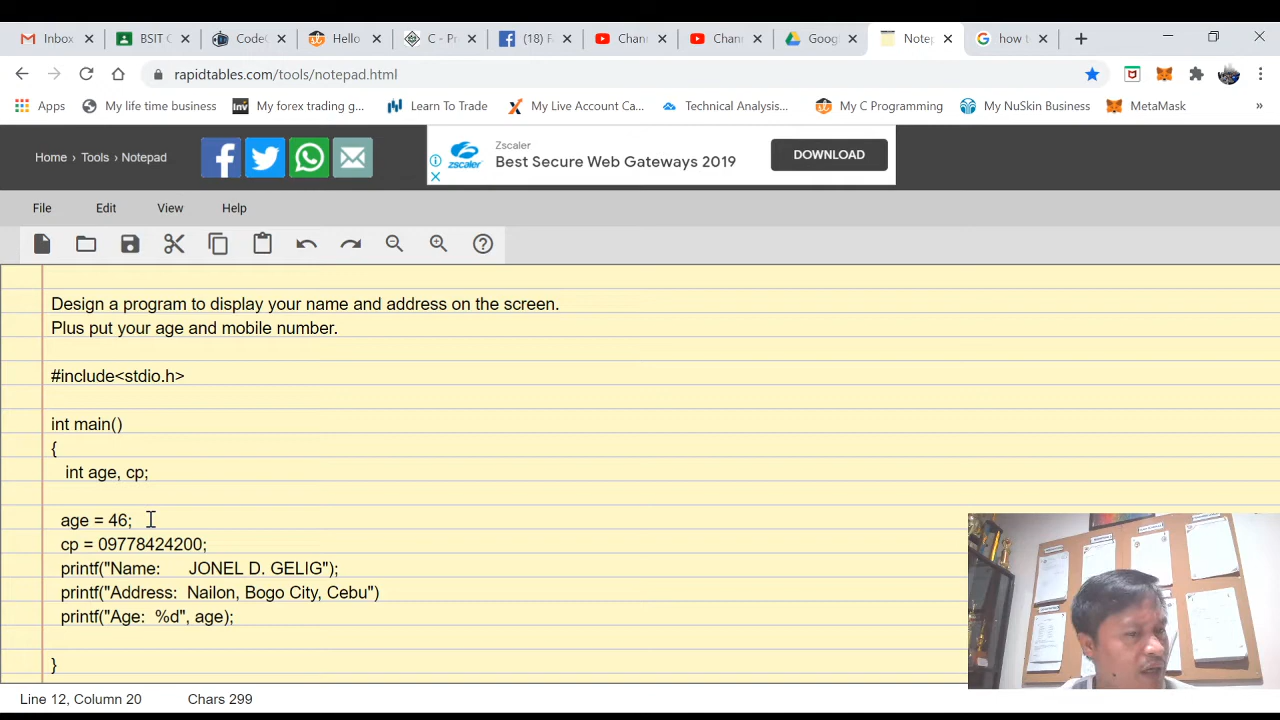 Inbox
BSIT C
Code
Hello
C - Pr
(18) F
Chann
Chann
Goog
Notep
how t
rapidtables.com/tools/notepad.html
Apps
My life time business
tnv
My forex trading g...
Learn To Trade
My Live Account Ca...
Technical Analysis...
My C Programming
My NuSkin Business
MetaMask
»
Home › Tools › Notepad
zscaler
Zscaler
Best Secure Web Gateways 2019
DOWNLOAD
File
Edit
View
Help
Design a program to display your name and address on the screen.
Plus put your age and mobile number.
#include<stdio.h>
int main()
{
int age, cp;
age = 46;
cp = 09778424200;
printf("Name: JONEL D. GELIG");
printf("Address: Nailon, Bogo City, Cebu")
printf("Age: %d", age);
}
Line 12, Column 20
Chars 299